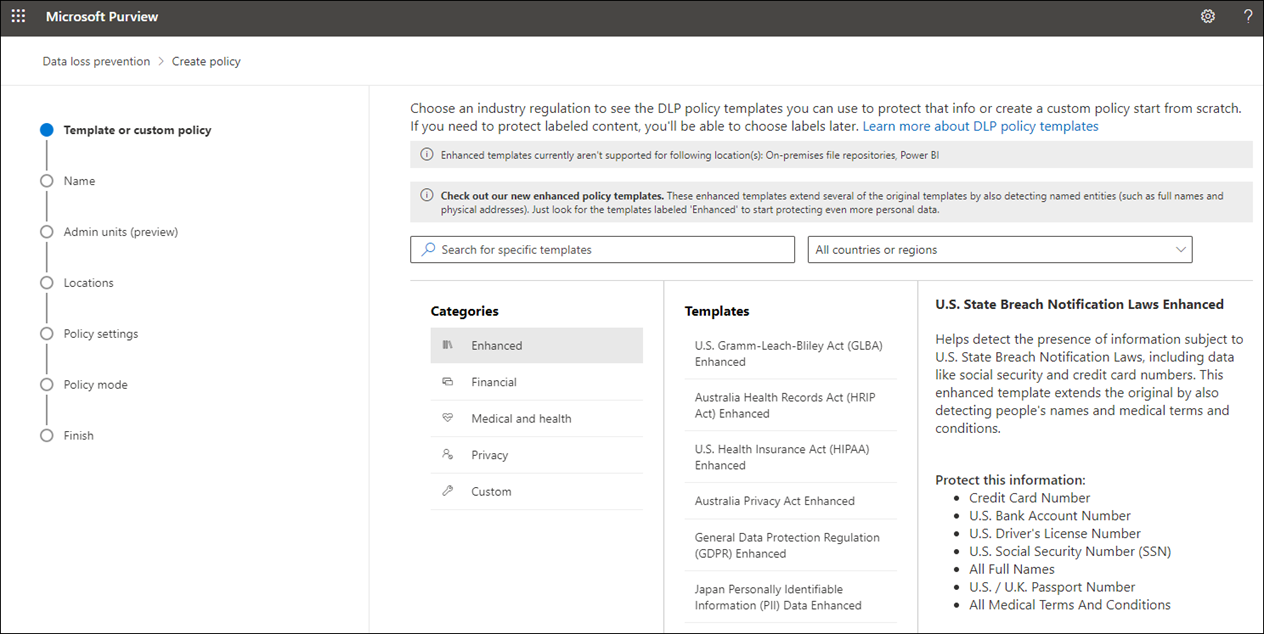 Microsoft Purview
?
Data loss prevention > Create policy
Template or custom policy
Name
Admin units (preview)
Locations
Policy settings
Policy mode
Finish
Choose an industry regulation to see the DLP policy templates you can use to protect that info or create a custom policy start from scratch.
If you need to protect labeled content, you'll be able to choose labels later. Learn more about DLP policy templates
Enhanced templates currently aren't supported for following location(s): On-premises file repositories, Power BI
Check out our new enhanced policy templates. These enhanced templates extend several of the original templates by also detecting named entities (such as full names and
physical addresses). Just look for the templates labeled 'Enhanced' to start protecting even more personal data.
Search for specific templates
All countries or regions
Categories
Enhanced
Financial
Medical and health
Privacy
Custom
Templates
U.S. Gramm-Leach-Bliley Act (GLBA)
Enhanced
Australia Health Records Act (HRIP
Act) Enhanced
U.S. Health Insurance Act (HIPAA)
Enhanced
Australia Privacy Act Enhanced
General Data Protection Regulation
(GDPR) Enhanced
Japan Personally Identifiable
Information (PII) Data Enhanced
U.S. State Breach Notification Laws Enhanced
Helps detect the presence of information subject to
U.S. State Breach Notification Laws, including data
like social security and credit card numbers. This
enhanced template extends the original by also
detecting people's names and medical terms and
conditions.
Protect this information:
• Credit Card Number
• U.S. Bank Account Number
• U.S. Driver's License Number
• U.S. Social Security Number (SSN)
• All Full Names
• U.S. / U.K. Passport Number
• All Medical Terms And Conditions